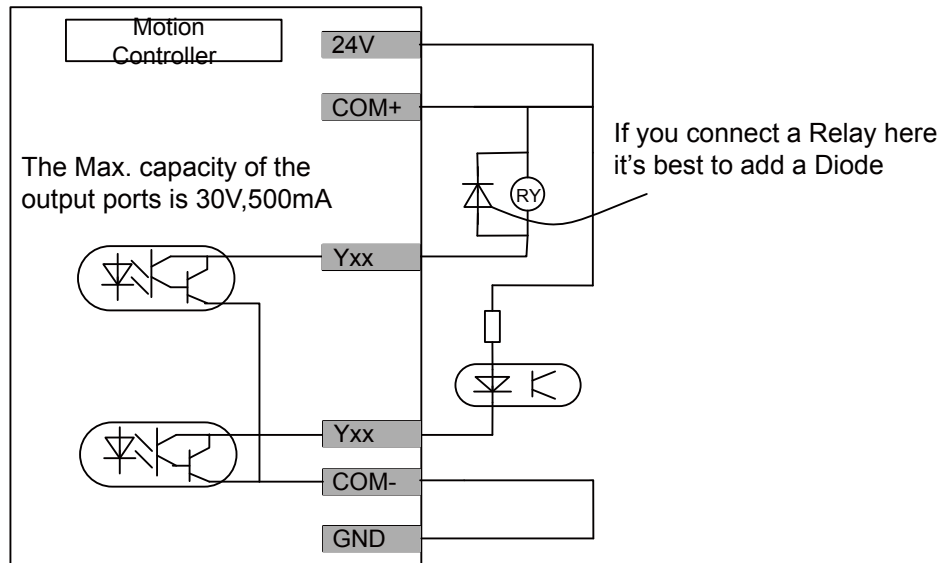 Motion
Controller
24V
COM+
If you connect a Relay here
it's best to add a Diode
The Max. capacity of the
output ports is 30V,500mA
RY
Yxx
Yxx
COM-
GND